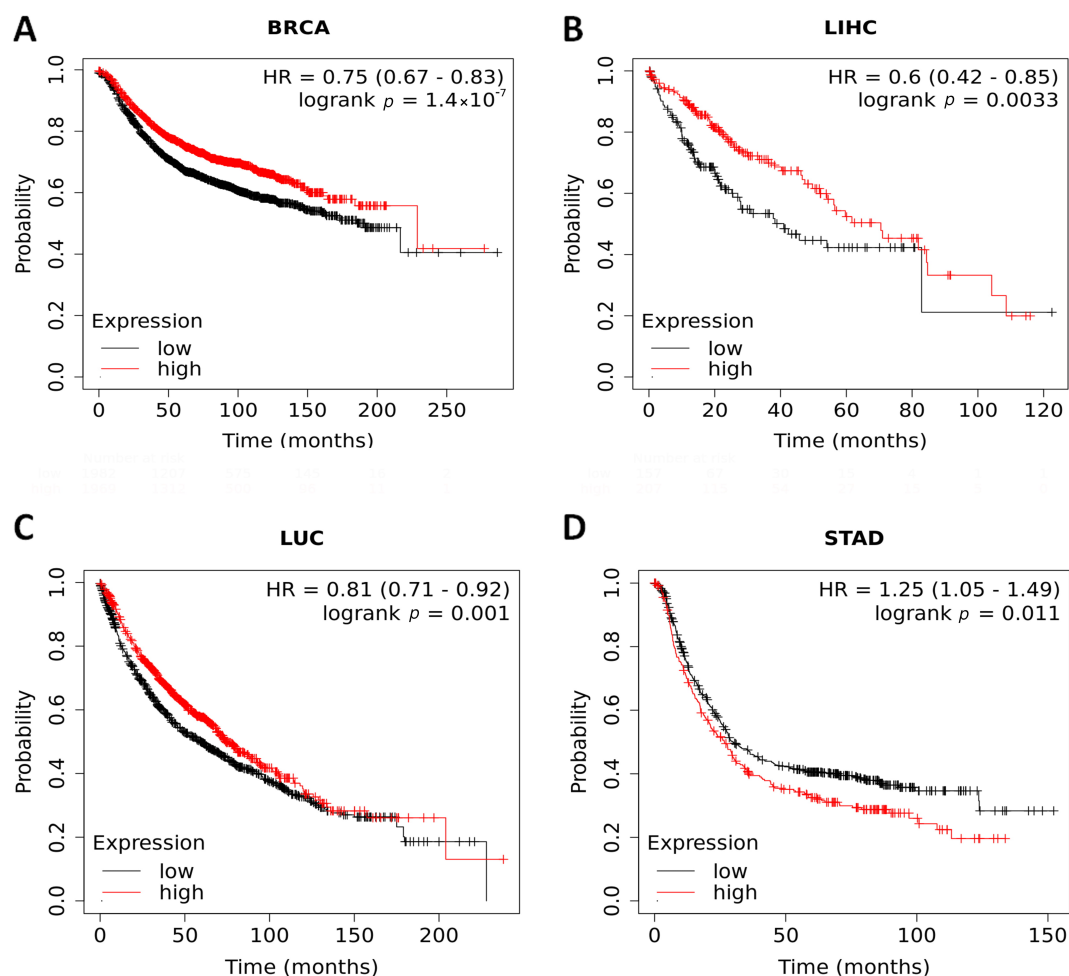 A
BRCA
HR = 0.75 (0.67 - 0.83)
logrank p = 1.4×10⁻⁷
Probability
0.0 0.2 0.4 0.6 0.8 1.0
Expression
low
high
0 50 100 150 200 250
Time (months)
Number at risk
B
LIHC
HR = 0.6 (0.42 - 0.85)
logrank p = 0.0033
Probability
0.0 0.2 0.4 0.6 0.8 1.0
Expression
low
high
0 20 40 60 80 100 120
Time (months)
Number at risk
C
LUC
HR = 0.81 (0.71 - 0.92)
logrank p = 0.001
Probability
0.0 0.2 0.4 0.6 0.8 1.0
Expression
low
high
0 50 100 150 200
Time (months)
D
STAD
HR = 1.25 (1.05 - 1.49)
logrank p = 0.011
Probability
0.0 0.2 0.4 0.6 0.8 1.0
Expression
low
high
0 50 100 150
Time (months)